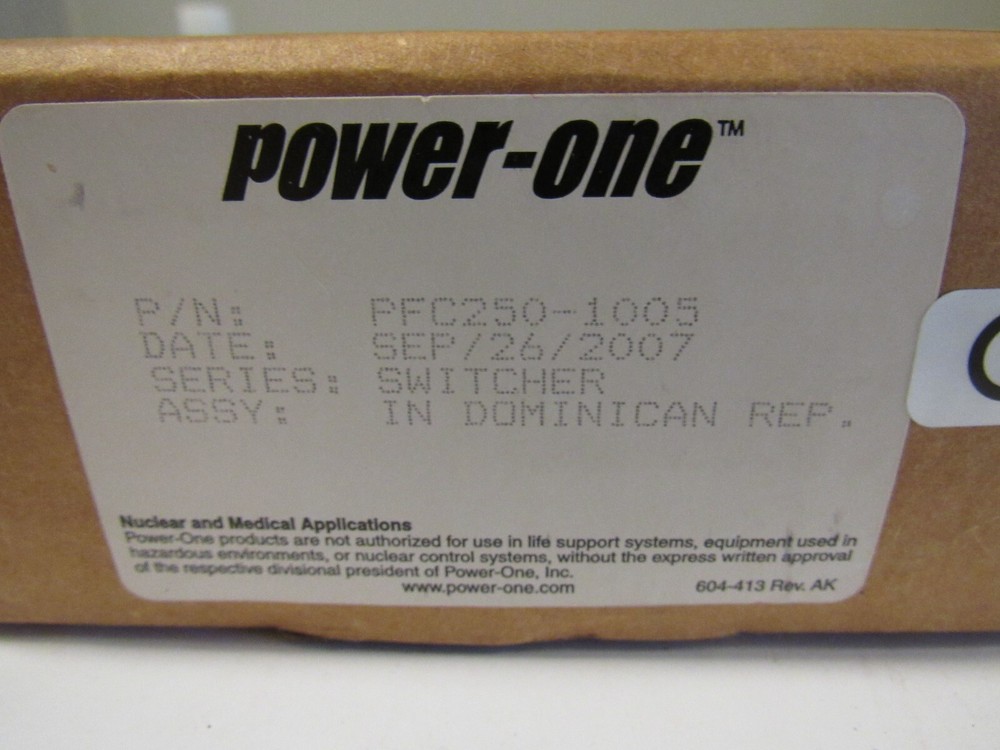 power-one™
P/N: PFC250-1005
DATE: SEP/26/2007
SERIES: SWITCHER
ASSY: IN DOMINICAN REP.
Nuclear and Medical Applications
Power-One products are not authorized for use in life support systems, equipment used in
hazardous environments, or nuclear control systems, without the express written approval
of the respective divisional president of Power-One, Inc.
www.power-one.com
604-413 Rev. AK